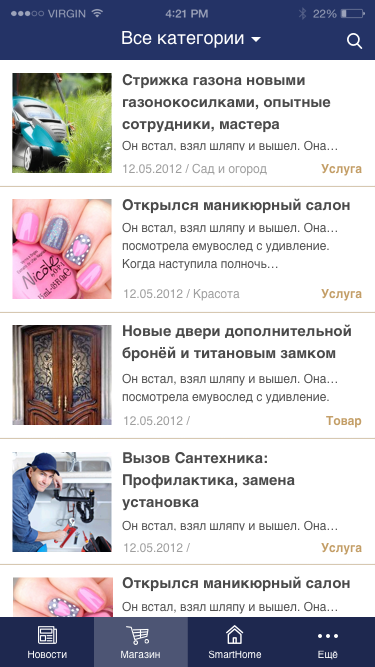 VIRGIN 4:21 PM 22%
Все категории
Стрижка газона новыми
газонокосилками, опытные
сотрудники, мастера
Он встал, взял шляпу и вышел. Она…
12.05.2012 / Сад и огород Услуга
Открылся маникюрный салон
Он встал, взял шляпу и вышел. Она…
посмотрела емувослед с удивление.
Когда наступила полночь…
12.05.2012 / Красота Услуга
Nicole
Новые двери дополнительной
бронёй и титановым замком
Он встал, взял шляпу и вышел. Она…
посмотрела емувослед с удивление.
12.05.2012 / Товар
Вызов Сантехника:
Профилактика, замена
установка
Он встал, взял шляпу и вышел. Она…
12.05.2012 / Услуга
Открылся маникюрный салон
Он встал, взял шляпу и вышел. Она…
Новости Магазин SmartHome Ещё